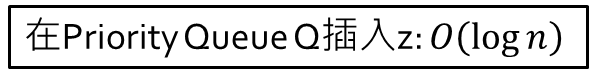 在Priority Queue Q插入z: 𝑂(log 𝑛)